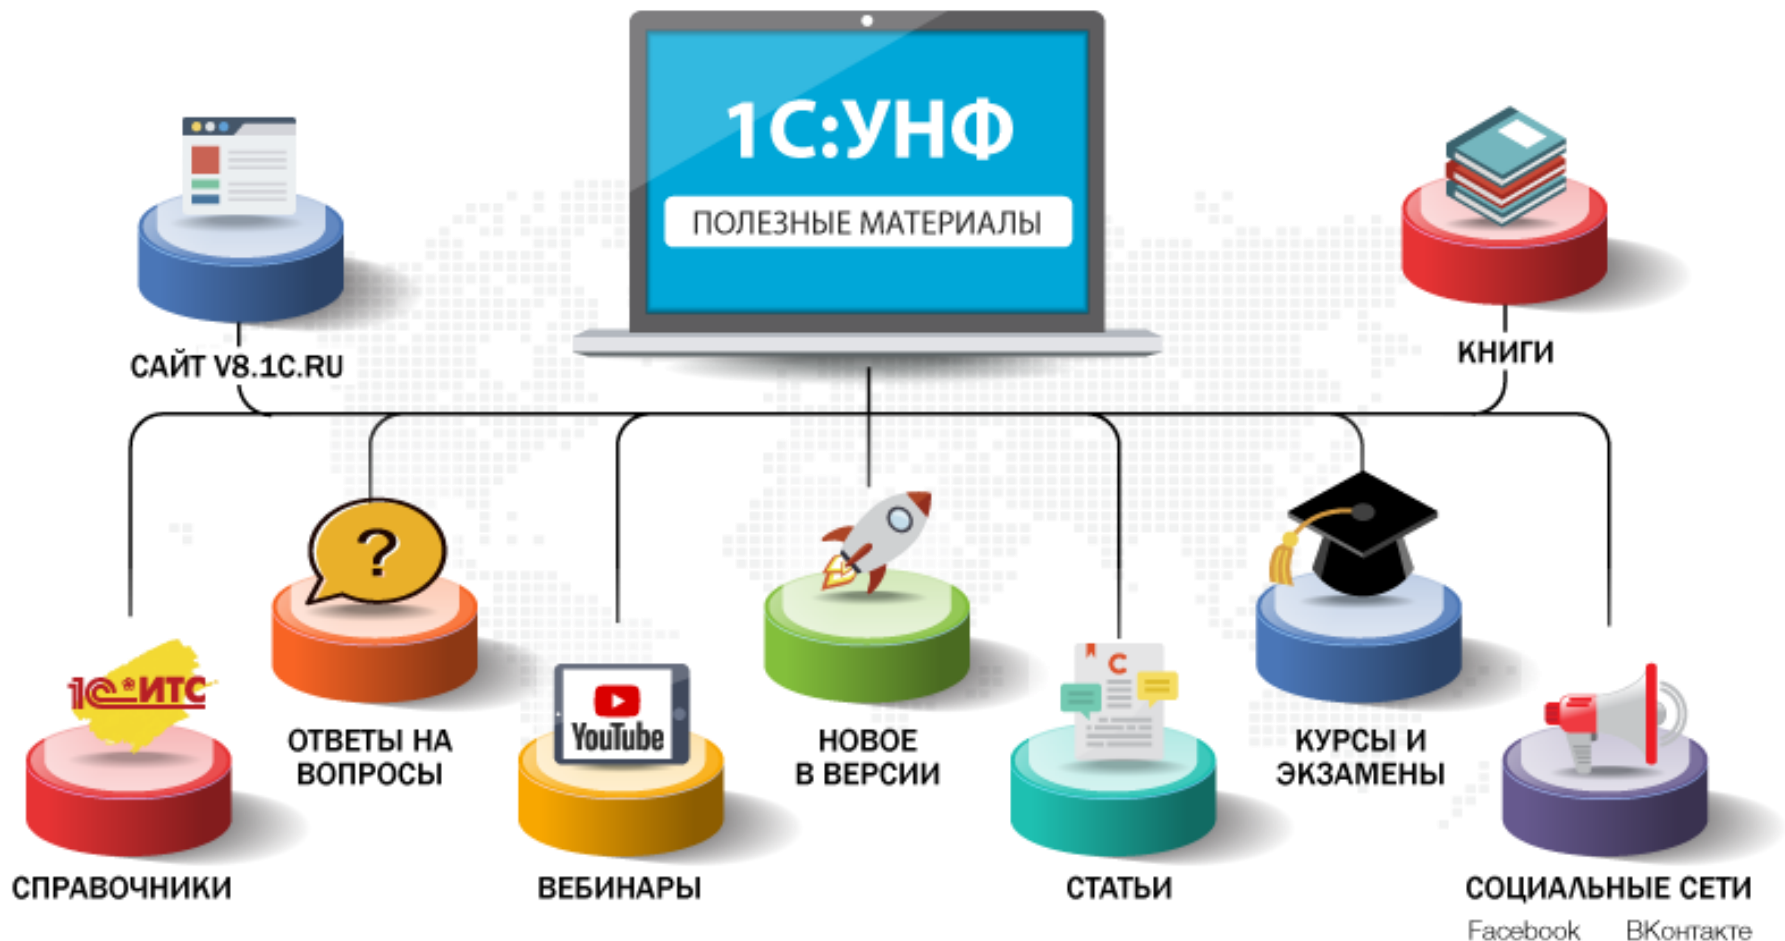 1С:УНФ
ПОЛЕЗНЫЕ МАТЕРИАЛЫ
САЙТ V8.1C.RU
КНИГИ
1С ИТС
?
ОТВЕТЫ НА
ВОПРОСЫ
YouTube
НОВОЕ
В ВЕРСИИ
С
КУРСЫ И
ЭКЗАМЕНЫ
СПРАВОЧНИКИ
ВЕБИНАРЫ
СТАТЬИ
СОЦИАЛЬНЫЕ СЕТИ
Facebook ВКонтакте